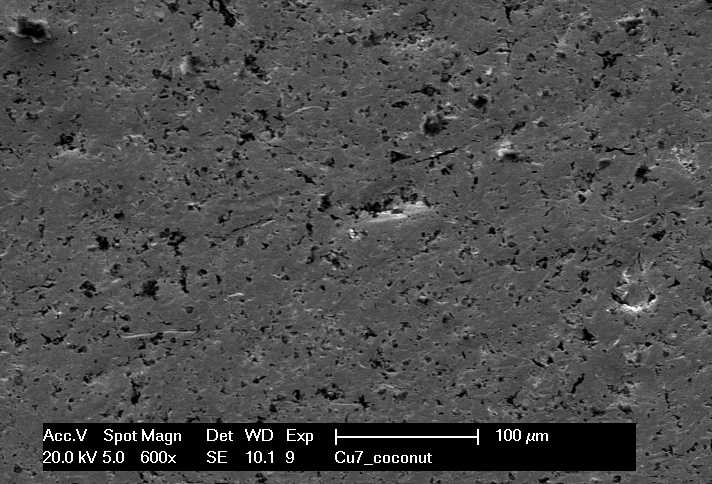 Acc.V Spot Magn Det WD Exp 100 µm
20.0 kV 5.0 600x SE 10.1 9 Cu7_coconut